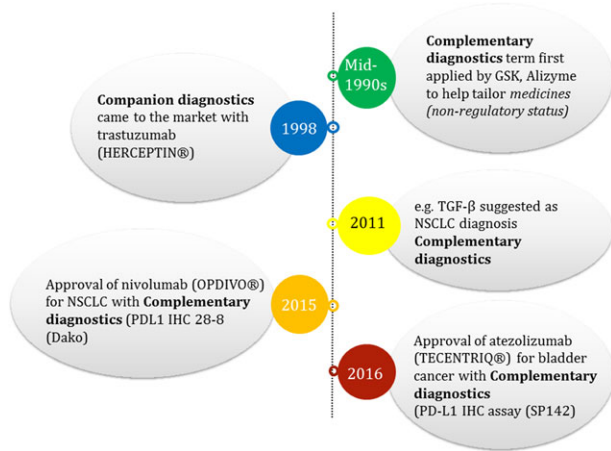 Mid-
1990s
Complementary
diagnostics term first
applied by GSK, Alizyme
to help tailor medicines
(non-regulatory status)
Companion diagnostics
came to the market with
trastuzumab
(HERCEPTIN®)
1998
2011
e.g. TGF-β suggested as
NSCLC diagnosis
Complementary
diagnostics
Approval of nivolumab (OPDIVO®)
for NSCLC with Complementary
diagnostics (PDL1 IHC 28-8
(Dako)
2015
2016
Approval of atezolizumab
(TECENTRIQ®) for bladder
cancer with Complementary
diagnostics
(PD-L1 IHC assay (SP142)